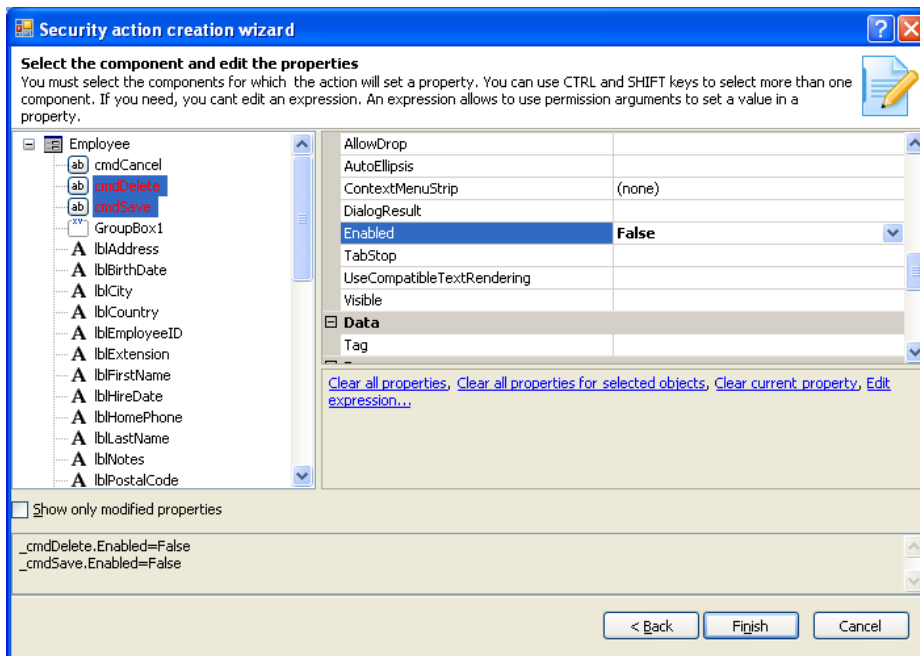 Security action creation wizard
Select the component and edit the properties
You must select the components for which the action will set a property. You can use CTRL and SHIFT keys to select more than one
component. If you need, you cant edit an expression. An expression allows to use permission arguments to set a value in a
property.
Employee
cmdCancel
cmdDelete
cmdSave
GroupBox1
lblAddress
lblBirthDate
lblCity
lblCountry
lblEmployeeID
lblExtension
lblFirstName
lblHireDate
lblHomePhone
lblLastName
lblNotes
lblPostalCode
AllowDrop
AutoEllipsis
ContextMenuStrip (none)
DialogResult
Enabled False
TabStop
UseCompatibleTextRendering
Visible
Data
Tag
Clear all properties, Clear all properties for selected objects, Clear current property, Edit
expression...
Show only modified properties
_cmdDelete.Enabled=False
_cmdSave.Enabled=False
< Back Finish Cancel